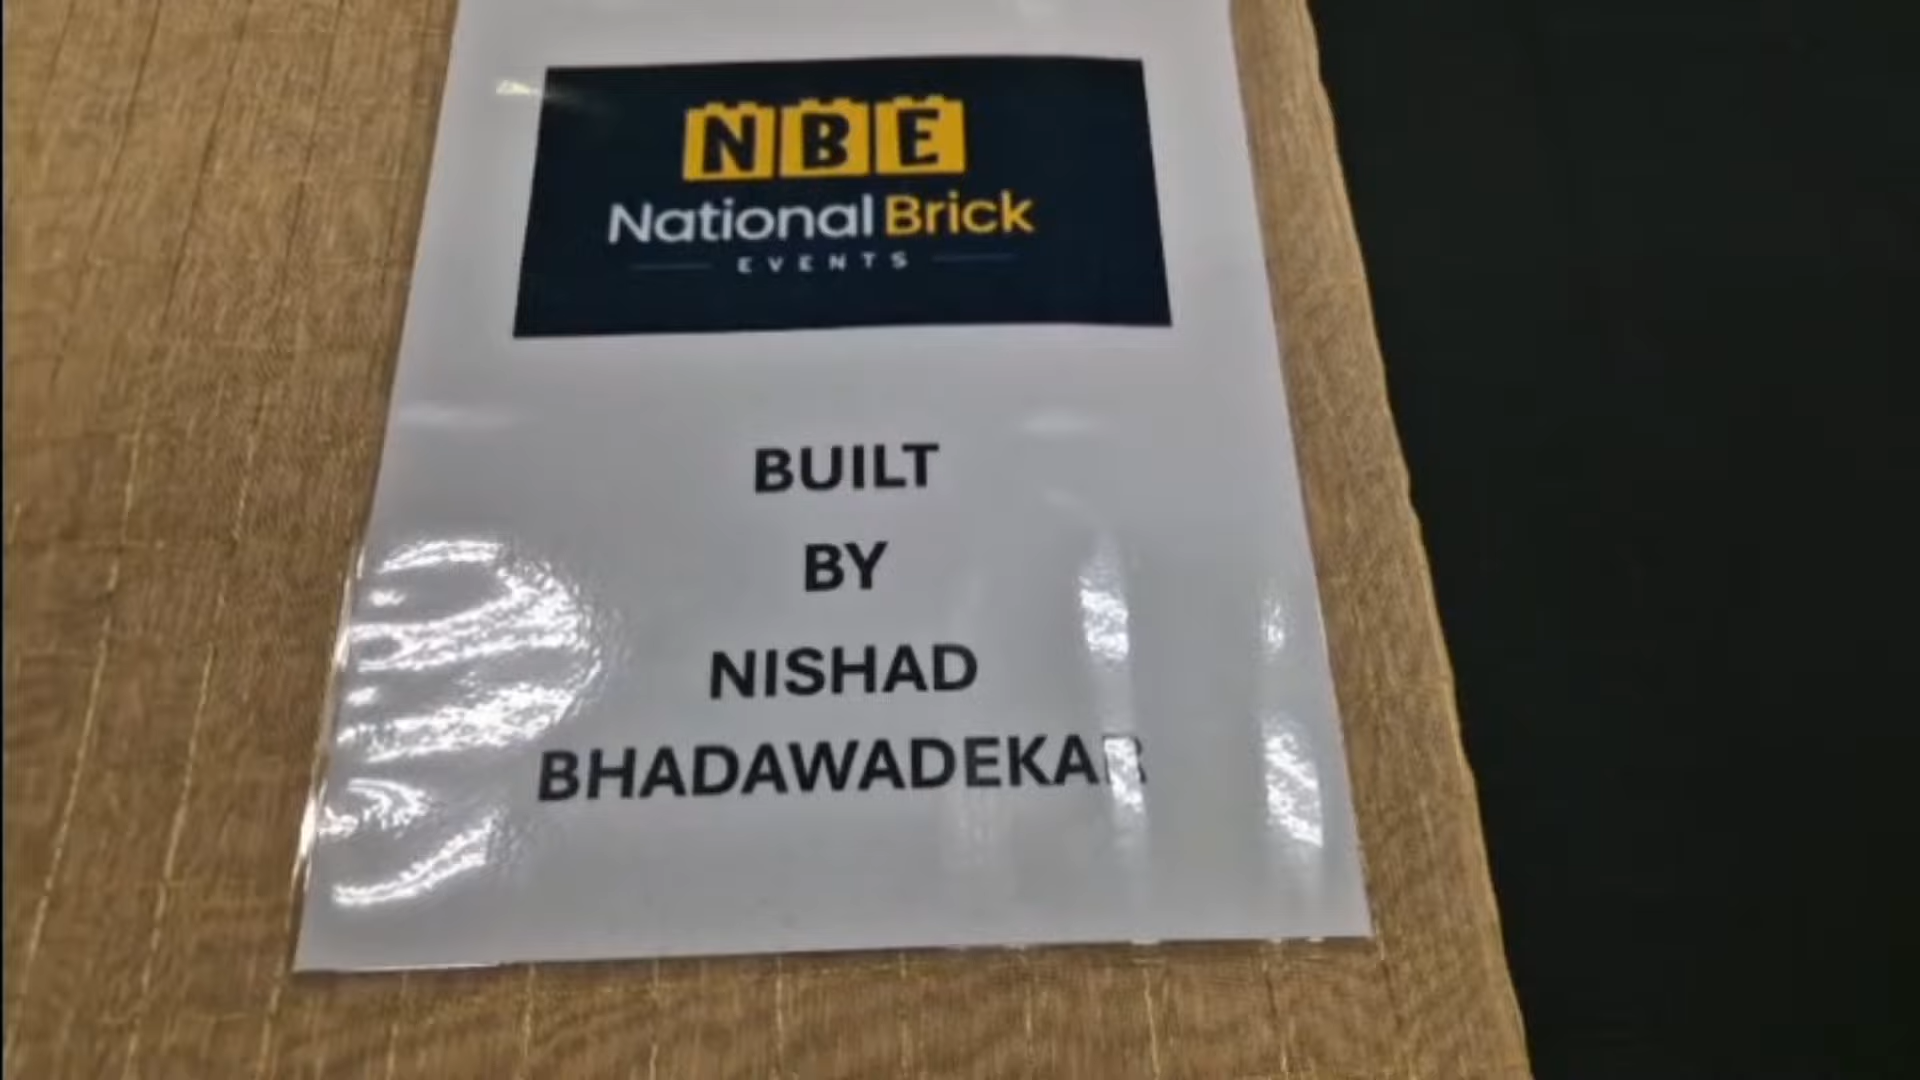 NBE
National Brick
EVENTS
BUILT
BY
NISHAD
BHADAWADEKAR